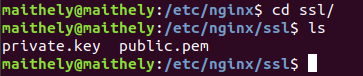 maithely@maithely:/etc/nginx$ cd ssl/
maithely@maithely:/etc/nginx/ssl$ ls
private.key  public.pem
maithely@maithely:/etc/nginx/ssl$